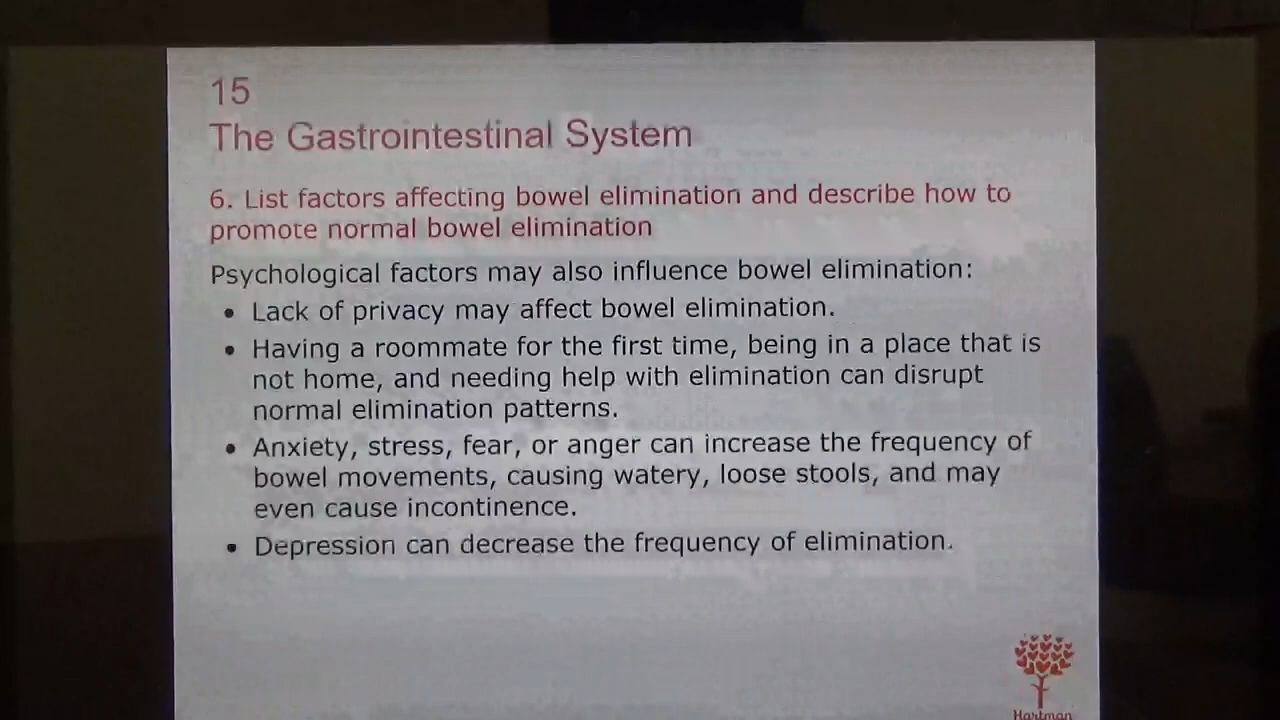 15
The Gastrointestinal System
6. List factors affecting bowel elimination and describe how to
promote normal bowel elimination
Psychological factors may also influence bowel elimination:
• Lack of privacy may affect bowel elimination.
• Having a roommate for the first time, being in a place that is
not home, and needing help with elimination can disrupt
normal elimination patterns.
• Anxiety, stress, fear, or anger can increase the frequency of
bowel movements, causing watery, loose stools, and may
even cause incontinence.
• Depression can decrease the frequency of elimination.
Hartman